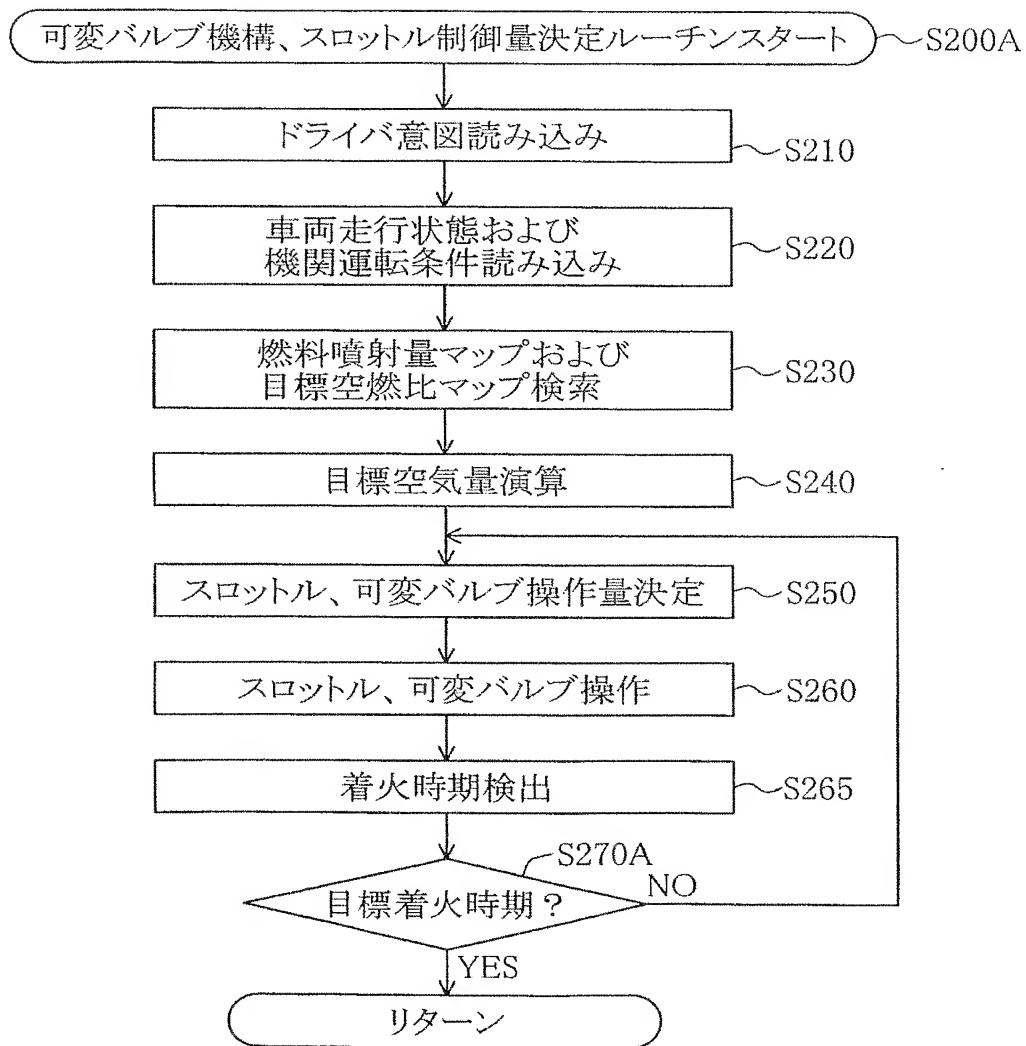 可変バルブ機構、スロットル制御量決定ルーチンスタート
S200A
ドライバ意図読み込み
S210
車両走行状態および
機関運転条件読み込み
S220
燃料噴射量マップおよび
目標空燃比マップ検索
S230
目標空気量演算
S240
スロットル、可変バルブ操作量決定
S250
スロットル、可変バルブ操作
S260
着火時期検出
S265
S270A
目標着火時期？
NO
YES
リターン